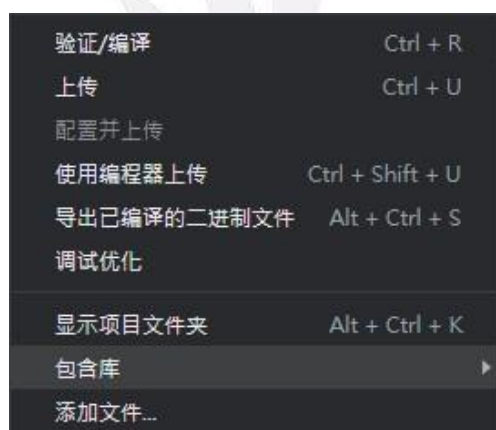 验证/编译 Ctrl + R
上传 Ctrl + U
配置并上传
使用编程器上传 Ctrl + Shift + U
导出已编译的二进制文件 Alt + Ctrl + S
调试优化
显示项目文件夹 Alt + Ctrl + K
包含库
添加文件...